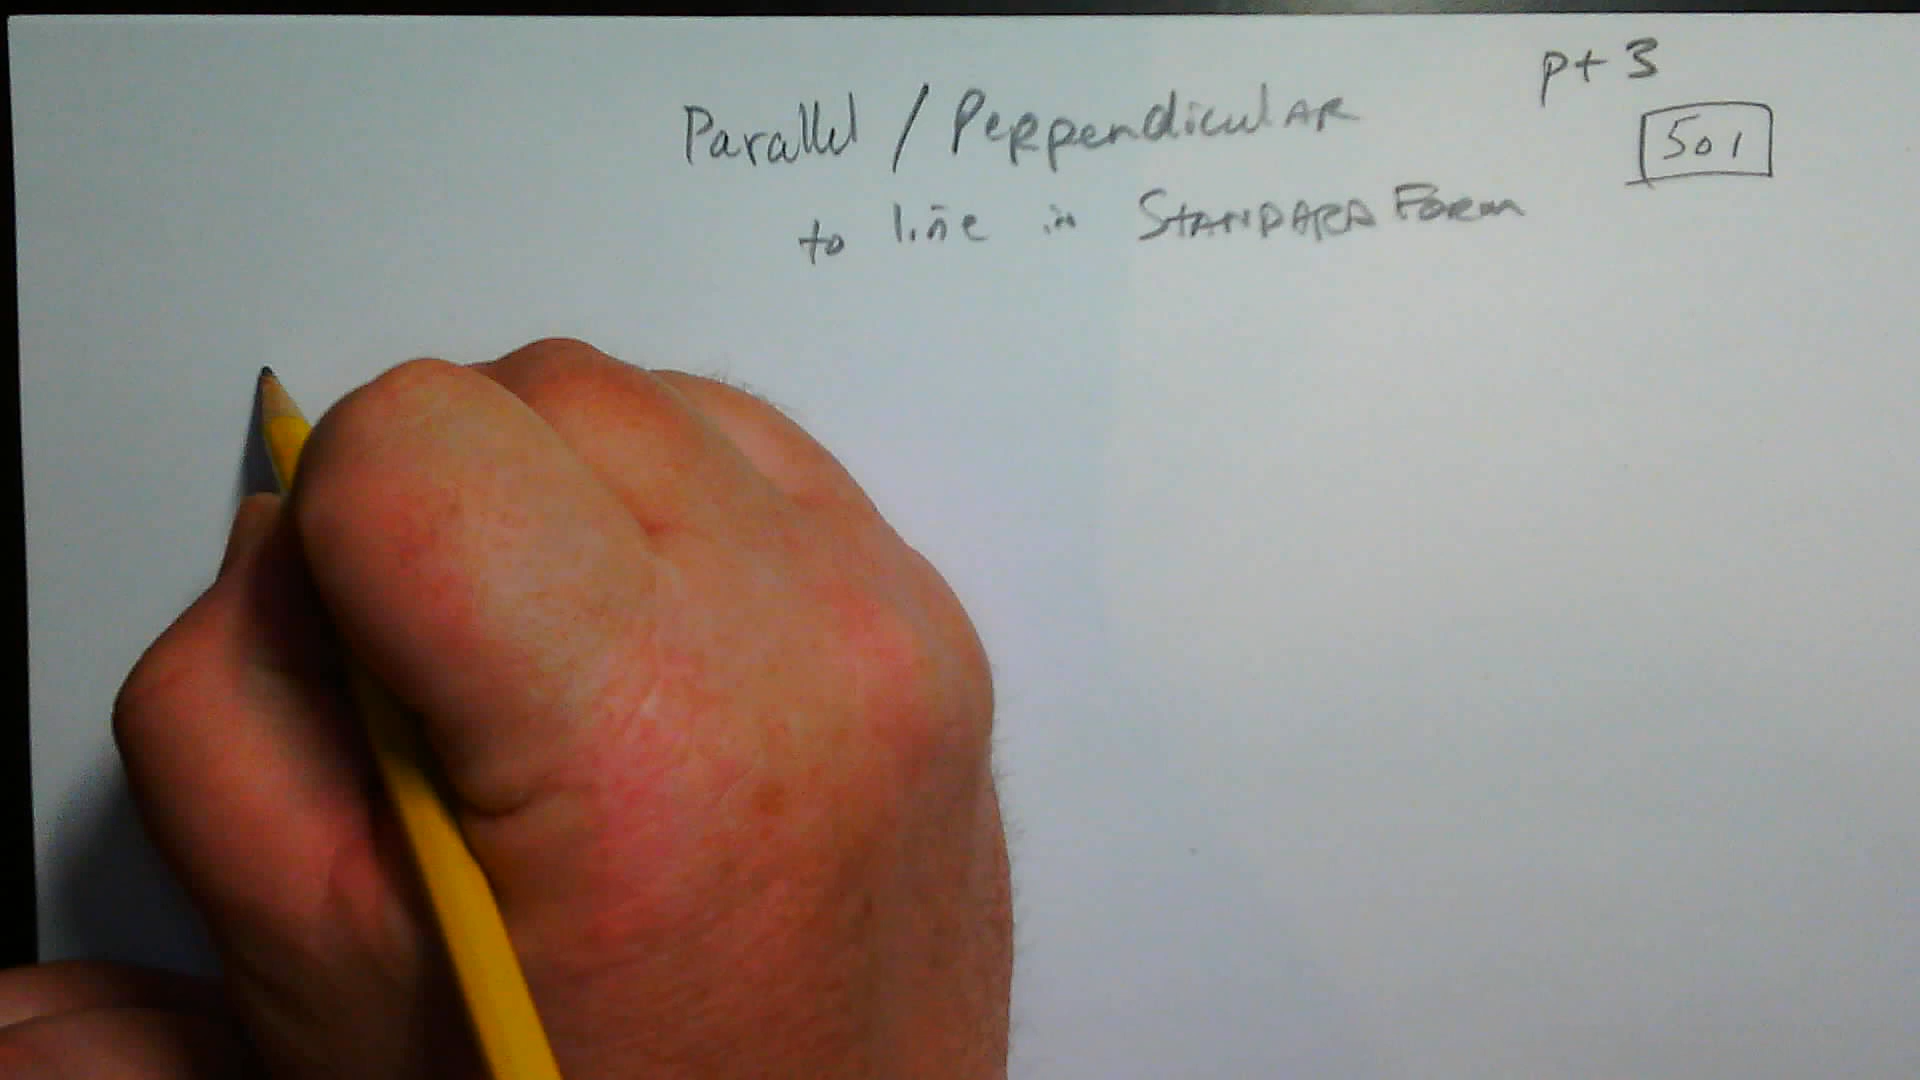 pt 3
Parallel / Perpendicular
501
to line in STANDARD Form